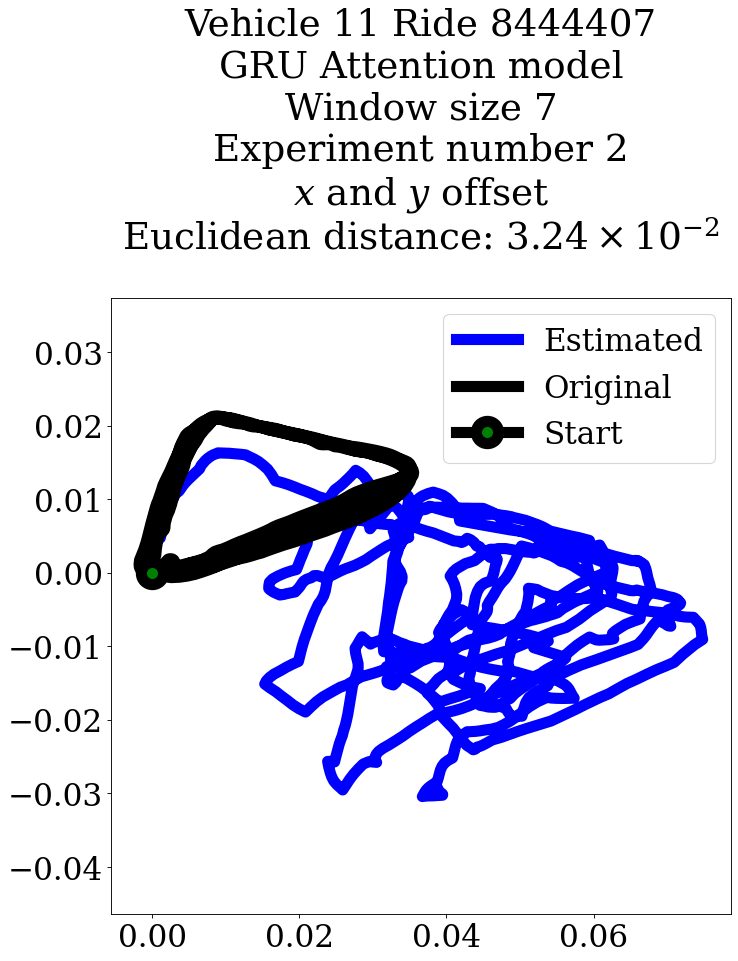 Vehicle 11 Ride 8444407
GRU Attention model
Window size 7
Experiment number 2
x and y offset
Euclidean distance: 3.24 × 10⁻²
Estimated
Original
Start
0.03
0.02
0.01
0.00
−0.01
−0.02
−0.03
−0.04
0.00 0.02 0.04 0.06